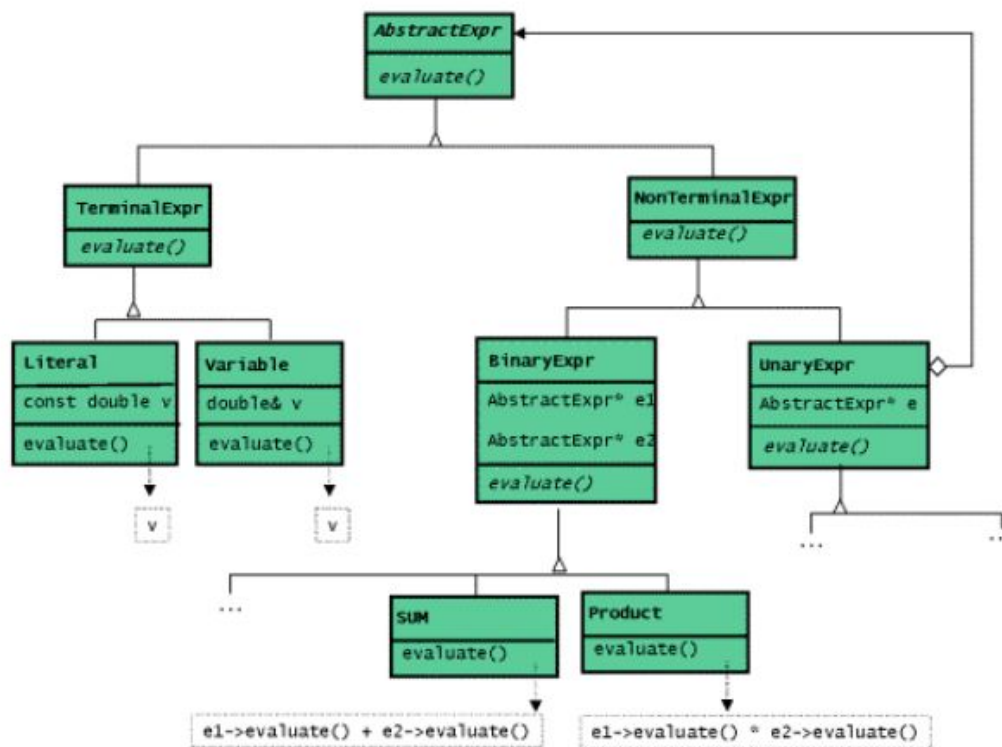 AbstractExpr
evaluate()
TerminalExpr
evaluate()
NonTerminalExpr
evaluate()
Literal
const double v
evaluate()
Variable
double& v
evaluate()
BinaryExpr
AbstractExpr* e1
AbstractExpr* e2
evaluate()
UnaryExpr
AbstractExpr* e
evaluate()
v
v
...
...
...
SUM
evaluate()
Product
evaluate()
e1->evaluate() + e2->evaluate()
e1->evaluate() * e2->evaluate()